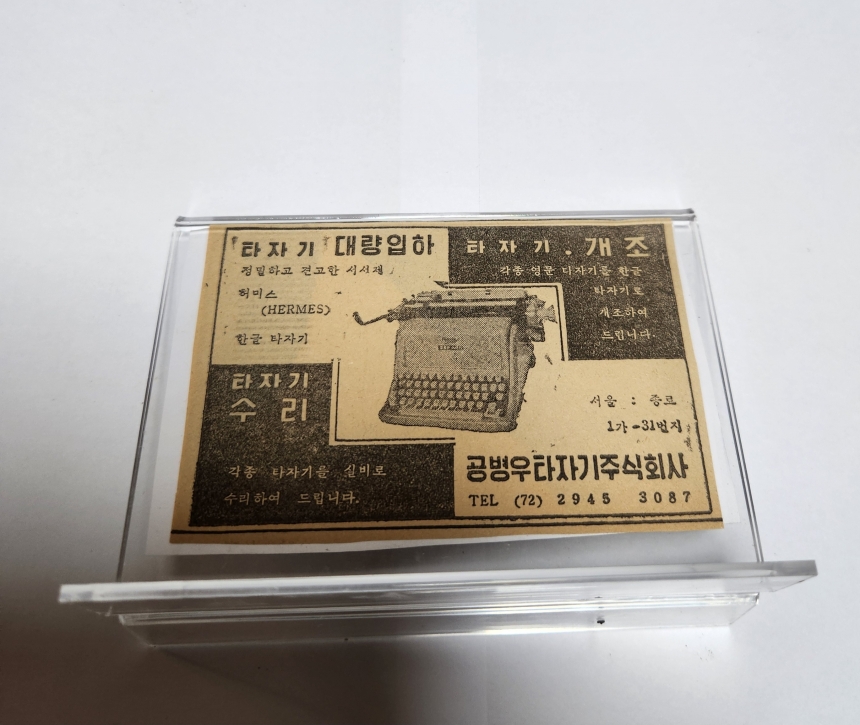 타자기 대량입하
정밀하고 견고한 서서제
허미스
(HERMES)
한글 타자기
타자기·개조
각종 영문 타자기를 한글
타자기로
개조하여
드립니다.
타자기
수리
각종 타자기를 실비로
수리하여 드립니다.
서울 : 종로
1가-31번지
공병우타자기주식회사
TEL (72) 2945 3087